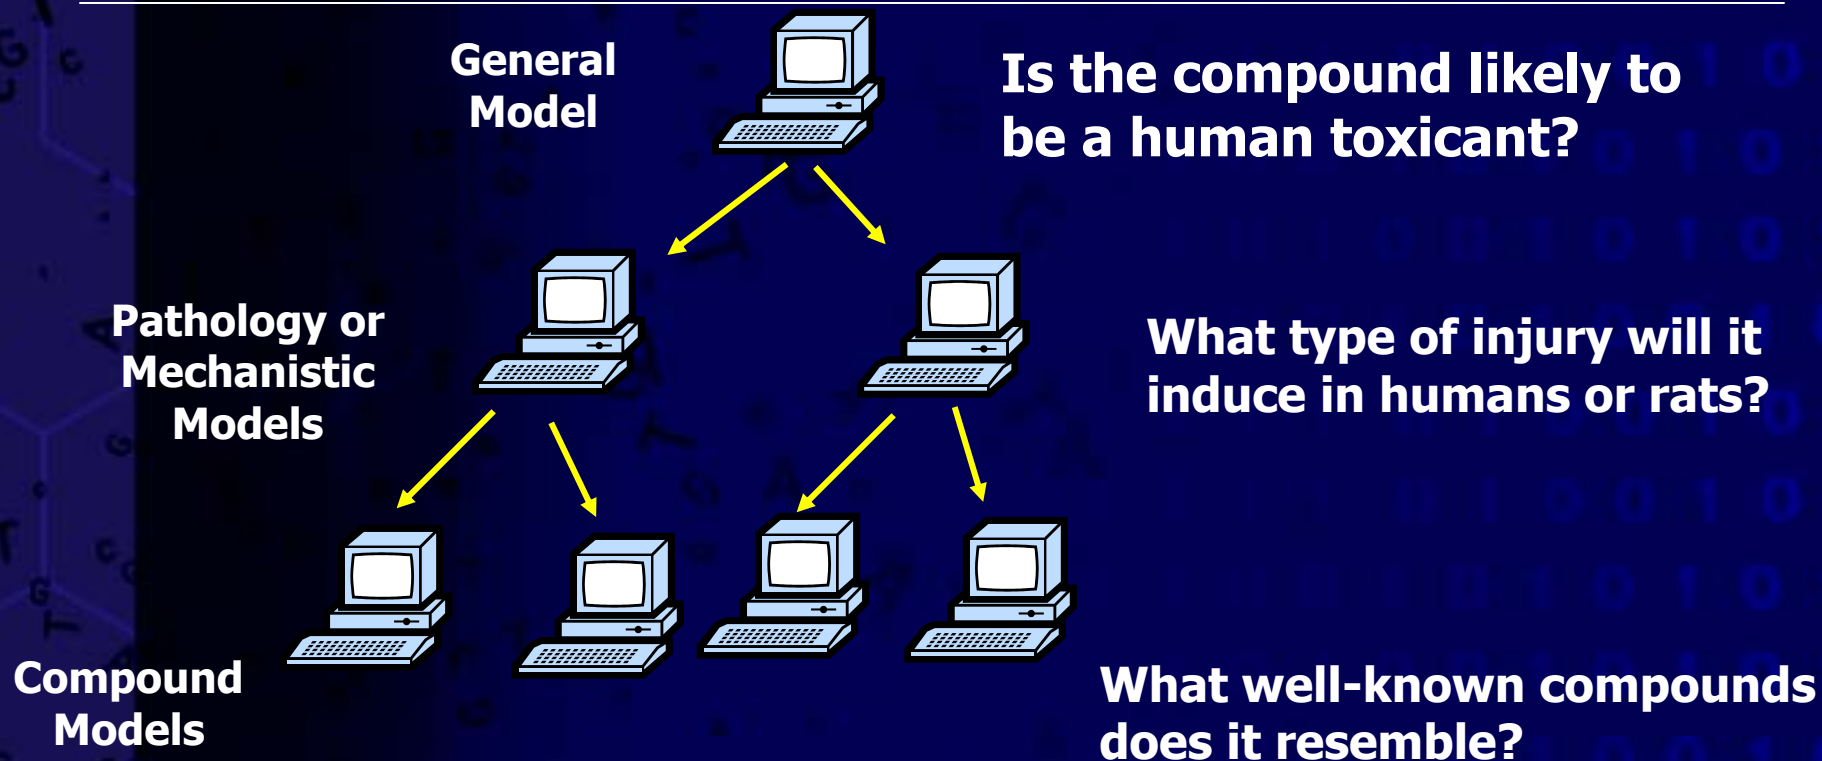 General
Model
Is the compound likely to
be a human toxicant?
Pathology or
Mechanistic
Models
What type of injury will it
induce in humans or rats?
Compound
Models
What well-known compounds
does it resemble?